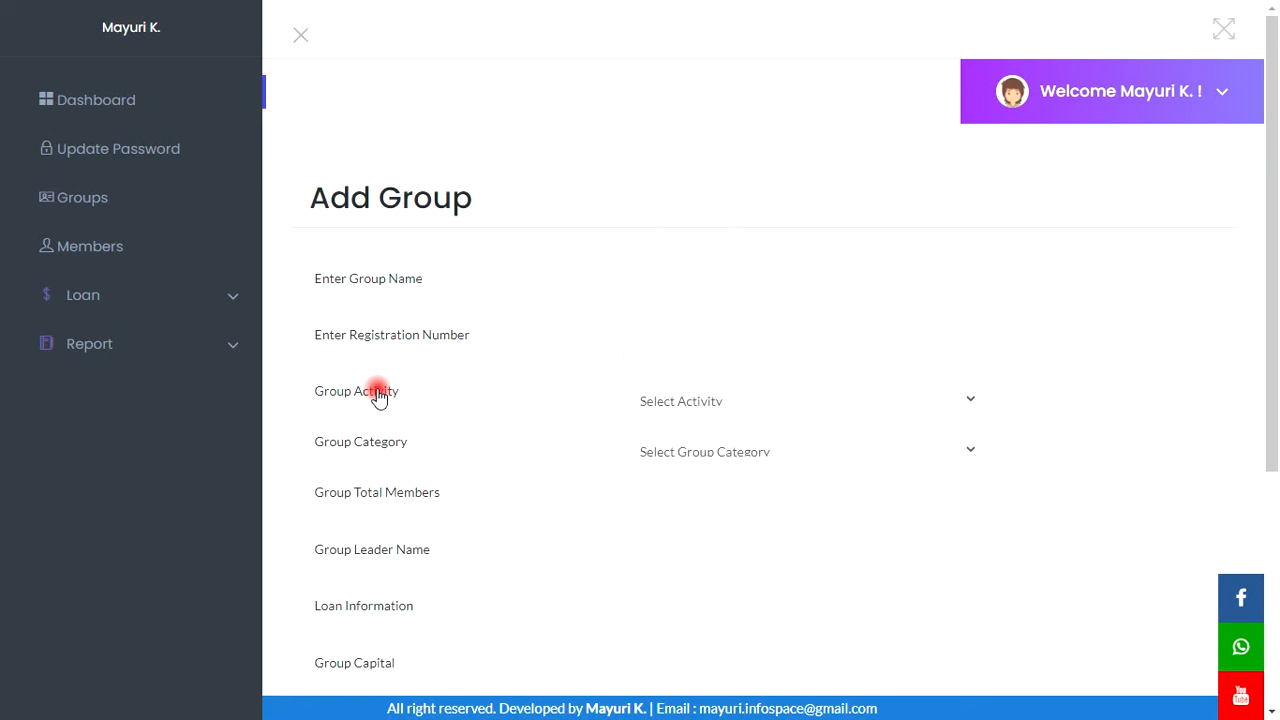 Mayuri K.
Dashboard
Update Password
Groups
Members
Loan
Report
Welcome Mayuri K. !
Add Group
Enter Group Name
Enter Registration Number
Group Activity
Select Activity
Group Category
Select Group Category
Group Total Members
Group Leader Name
Loan Information
Group Capital
You Tube
All right reserved. Developed by Mayuri K. | Email : mayuri.infospace@gmail.com